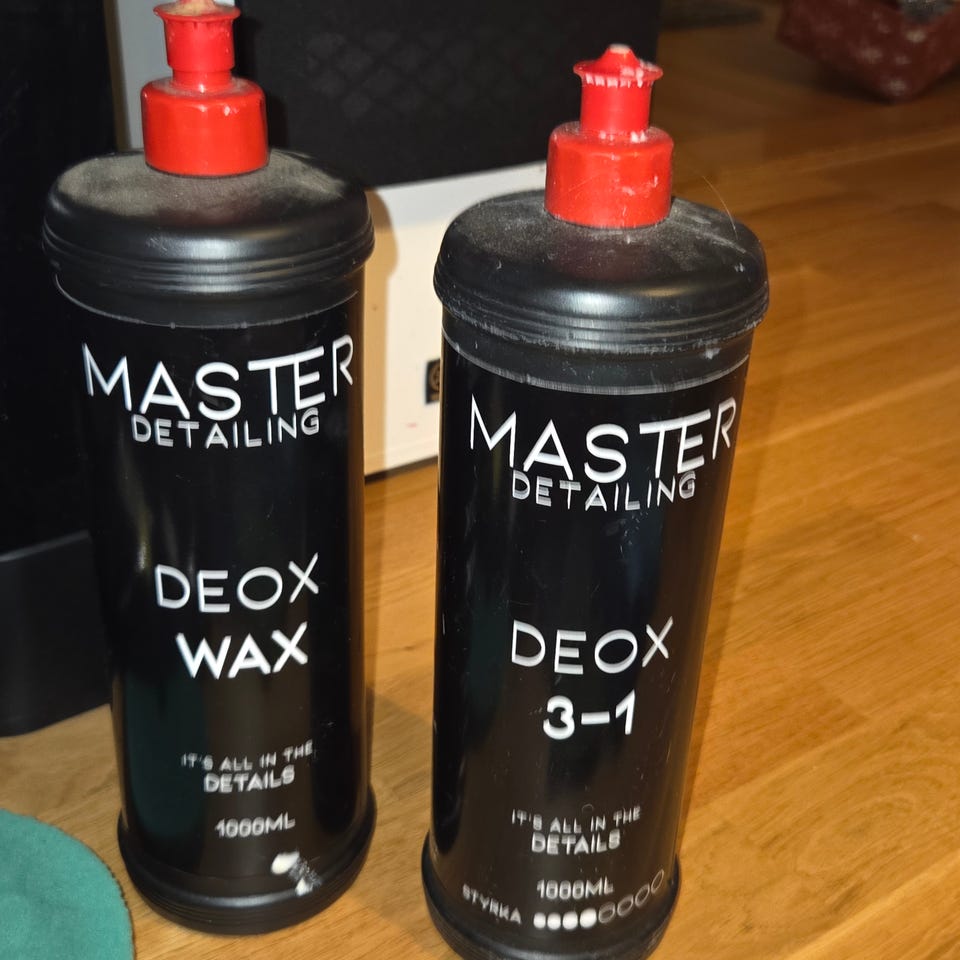 MASTER
DETAILING
DEOX
WAX
IT'S ALL IN THE
DETAILS
1000ML
MASTER
DETAILING
DEOX
3-1
IT'S ALL IN THE
DETAILS
1000ML
STYRKA